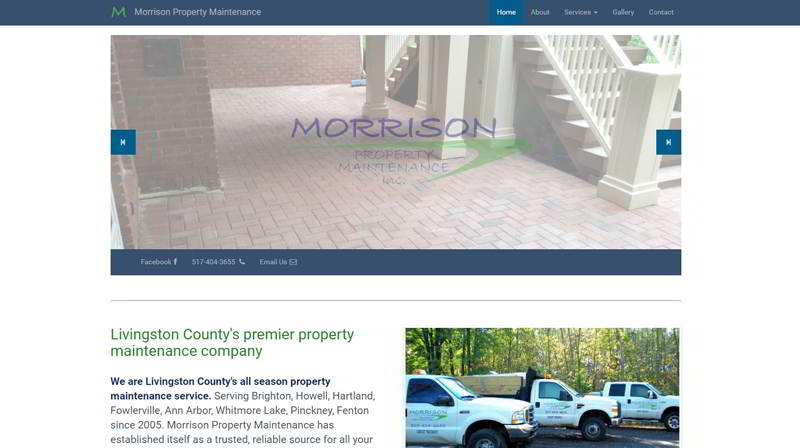 Morrison Property Maintenance
Home About Services Gallery Contact
MORRISON
PROPERTY
MAINTENANCE
Inc.
Facebook 517-404-3655 Email Us
Livingston County's premier property
maintenance company
We are Livingston County's all season property
maintenance service. Serving Brighton, Howell, Hartland,
Fowlerville, Ann Arbor, Whitmore Lake, Pinckney, Fenton
since 2005. Morrison Property Maintenance has
established itself as a trusted, reliable source for all your
MORRISON